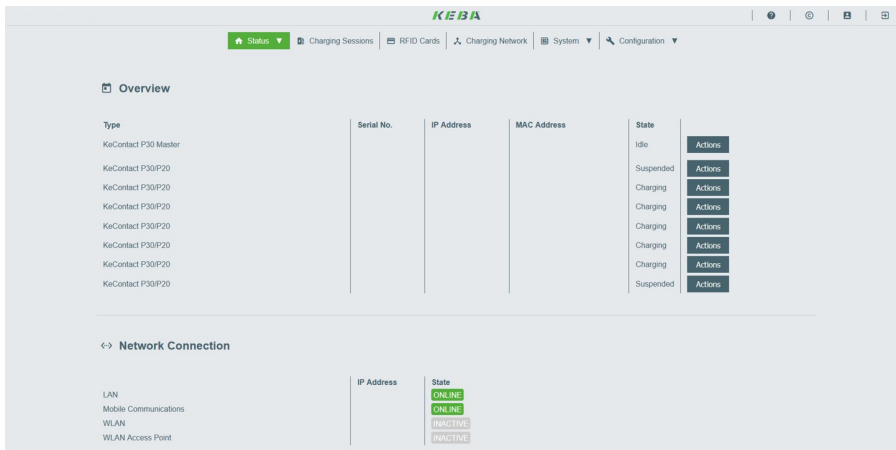 KEBA
Status ▼ Charging Sessions RFID Cards Charging Network System ▼ Configuration ▼
Overview
Type Serial No. IP Address MAC Address State
KeContact P30 Master Idle Actions
KeContact P30/P20 Suspended Actions
KeContact P30/P20 Charging Actions
KeContact P30/P20 Charging Actions
KeContact P30/P20 Charging Actions
KeContact P30/P20 Charging Actions
KeContact P30/P20 Charging Actions
KeContact P30/P20 Suspended Actions
Network Connection
IP Address State
LAN ONLINE
Mobile Communications ONLINE
WLAN INACTIVE
WLAN Access Point INACTIVE